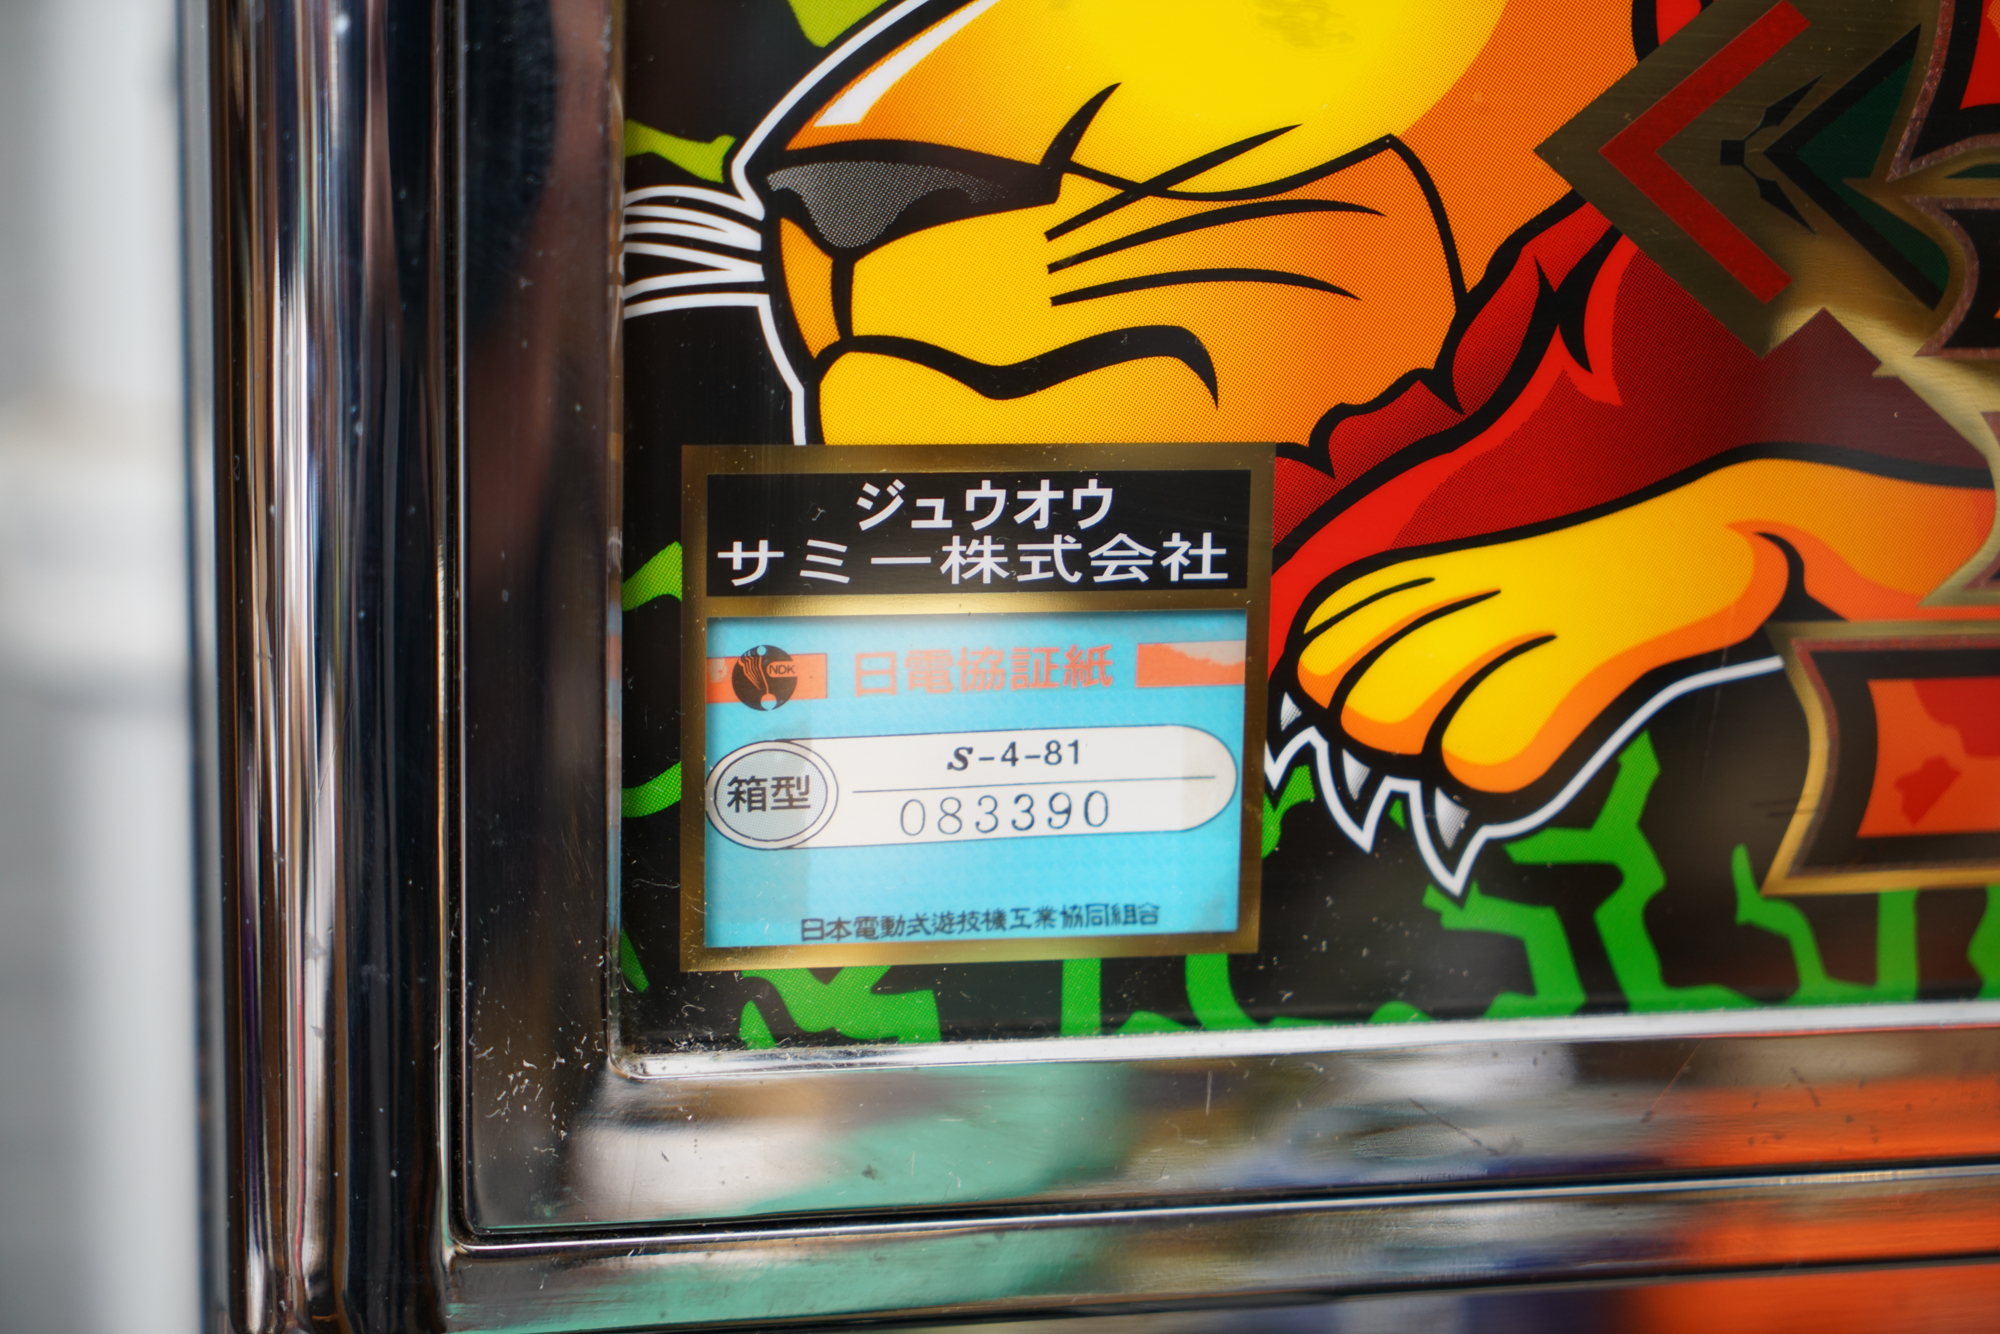 ジュウオウ
サミー株式会社
NDK
日電協証紙
箱型
S-4-81
083390
日本電動式遊技機工業協同組合